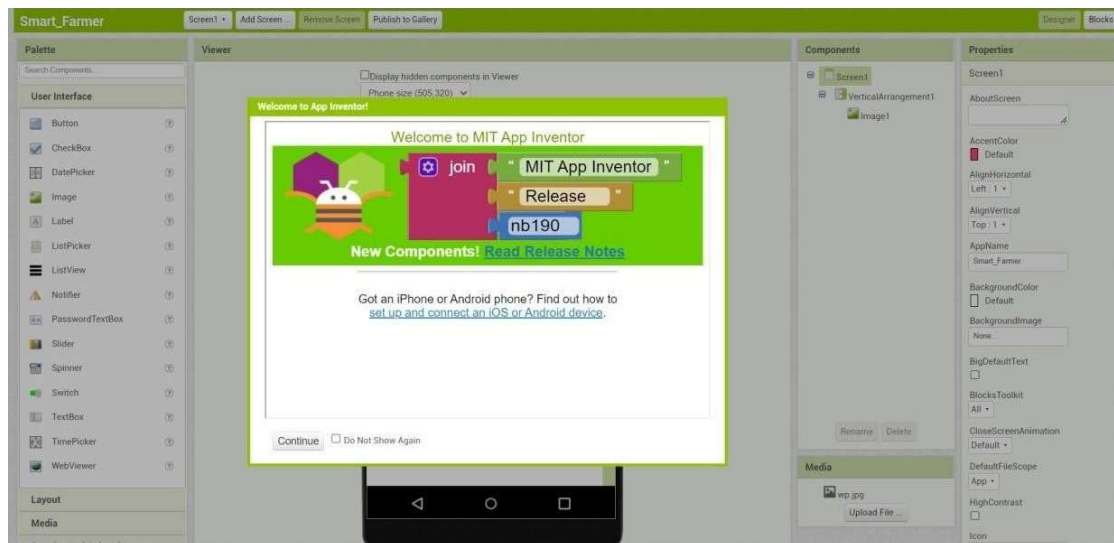 Smart_Farmer
Screen1 Add Screen ... Remove Screen Publish to Gallery Designer Blocks
Palette
Search Components...
User Interface
Button
CheckBox
DatePicker
Image
Label
ListPicker
ListView
Notifier
PasswordTextBox
Slider
Spinner
Switch
TextBox
TimePicker
WebViewer
Layout
Media
Viewer
Display hidden components in Viewer
Phone size (505,320)
Welcome to App Inventor!
Welcome to MIT App Inventor
join " MIT App Inventor "
" Release "
nb190
New Components! Read Release Notes
Got an iPhone or Android phone? Find out how to
set up and connect an iOS or Android device.
Continue Do Not Show Again
Components
Screen1
VerticalArrangement1
Image1
Rename Delete
Media
wp.jpg
Upload File ...
Properties
Screen1
AboutScreen
AccentColor
Default
AlignHorizontal
Left : 1
AlignVertical
Top : 1
AppName
Smart_Farmer
BackgroundColor
Default
BackgroundImage
None...
BigDefaultText
BlocksToolkit
All
CloseScreenAnimation
Default
DefaultFileScope
App
HighContrast
Icon